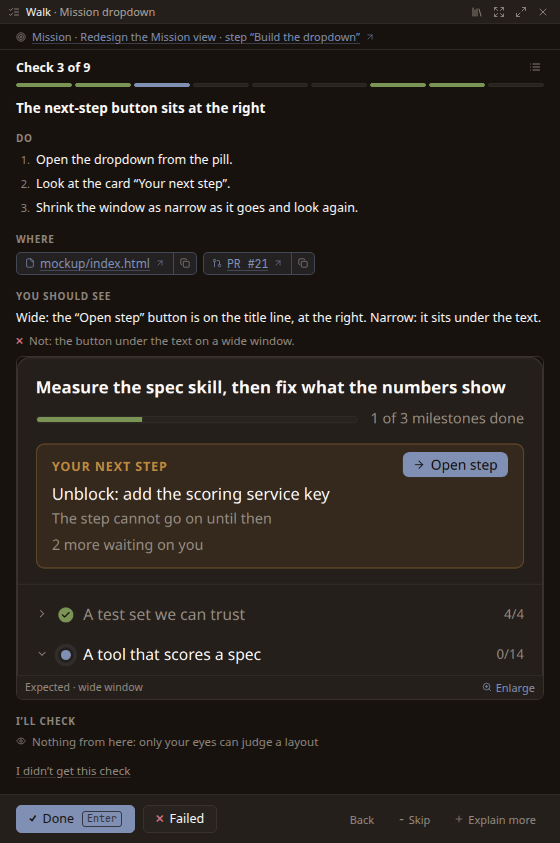 Walk · Mission dropdown
Mission · Redesign the Mission view · step “Build the dropdown”
Check 3 of 9
The next-step button sits at the right
DO
1. Open the dropdown from the pill.
2. Look at the card “Your next step”.
3. Shrink the window as narrow as it goes and look again.
WHERE
mockup/index.html PR #21
YOU SHOULD SEE
Wide: the “Open step” button is on the title line, at the right. Narrow: it sits under the text.
Not: the button under the text on a wide window.
Measure the spec skill, then fix what the numbers show
1 of 3 milestones done
YOUR NEXT STEP Open step
Unblock: add the scoring service key
The step cannot go on until then
2 more waiting on you
A test set we can trust 4/4
A tool that scores a spec 0/14
Expected · wide window Enlarge
I’LL CHECK
Nothing from here: only your eyes can judge a layout
I didn’t get this check
Done Enter Failed Back Skip Explain more